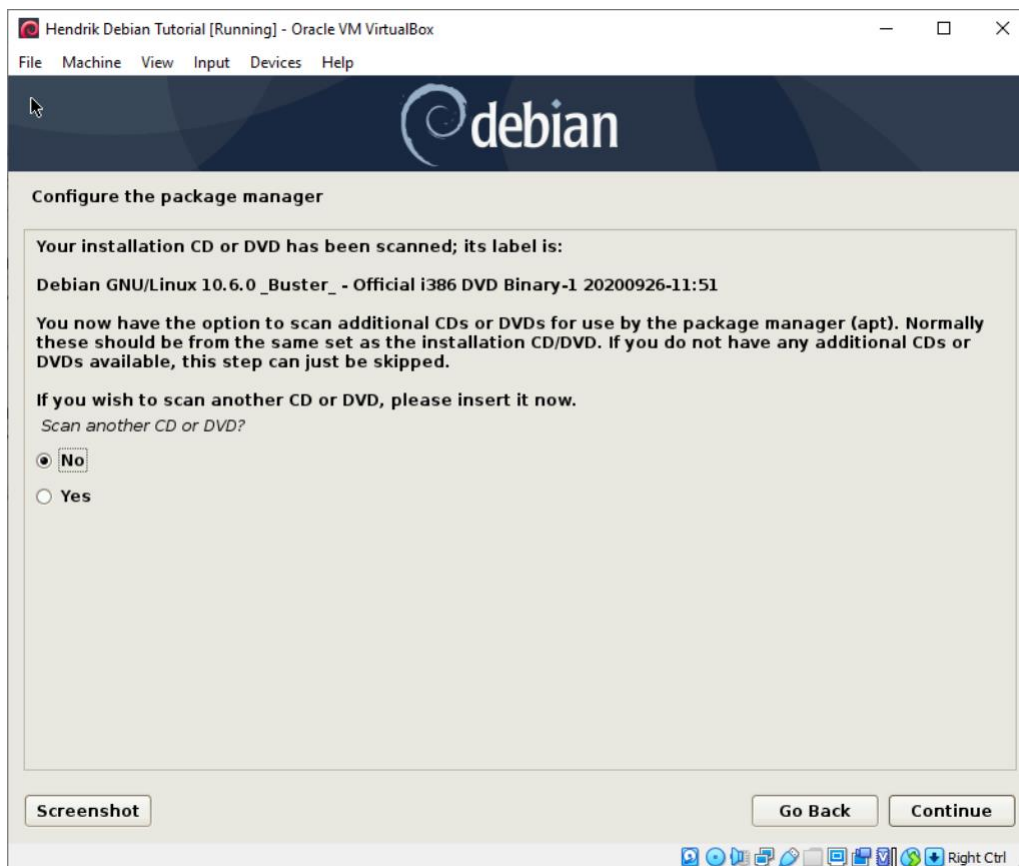 Hendrik Debian Tutorial [Running] - Oracle VM VirtualBox
File Machine View Input Devices Help
debian
Configure the package manager
Your installation CD or DVD has been scanned; its label is:
Debian GNU/Linux 10.6.0 _Buster_ - Official i386 DVD Binary-1 20200926-11:51
You now have the option to scan additional CDs or DVDs for use by the package manager (apt). Normally
these should be from the same set as the installation CD/DVD. If you do not have any additional CDs or
DVDs available, this step can just be skipped.
If you wish to scan another CD or DVD, please insert it now.
Scan another CD or DVD?
No
Yes
Screenshot Go Back Continue
Right Ctrl